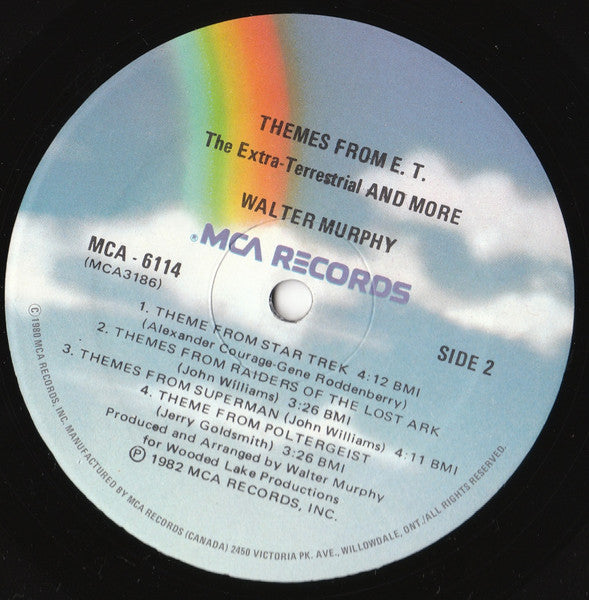 THEMES FROM E. T.
The Extra-Terrestrial AND MORE
WALTER MURPHY
®MCA RECORDS
MCA - 6114
(MCA3186)
SIDE 2
1. THEME FROM STAR TREK 4:12 BMI
(Alexander Courage-Gene Roddenberry)
2. THEMES FROM RAIDERS OF THE LOST ARK
(John Williams) 3:26 BMI
3. THEMES FROM SUPERMAN (John Williams) 4:11 BMI
4. THEME FROM POLTERGEIST
(Jerry Goldsmith) 3:26 BMI
Produced and Arranged by Walter Murphy
for Wooded Lake Productions
Ⓟ 1982 MCA RECORDS, INC.
© 1980 MCA RECORDS, INC. MANUFACTURED BY MCA RECORDS (CANADA) 2450 VICTORIA PK. AVE., WILLOWDALE, ONT./ALL RIGHTS RESERVED.